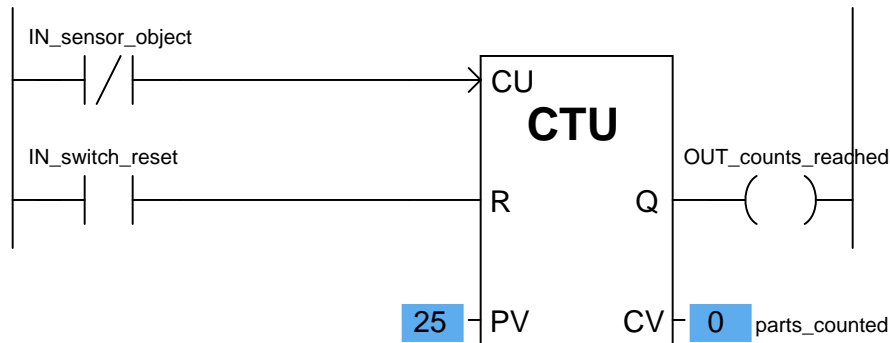 IN_sensor_object
CU
CTU
IN_switch_reset
OUT_counts_reached
R
Q
25
PV
CV
0
parts_counted